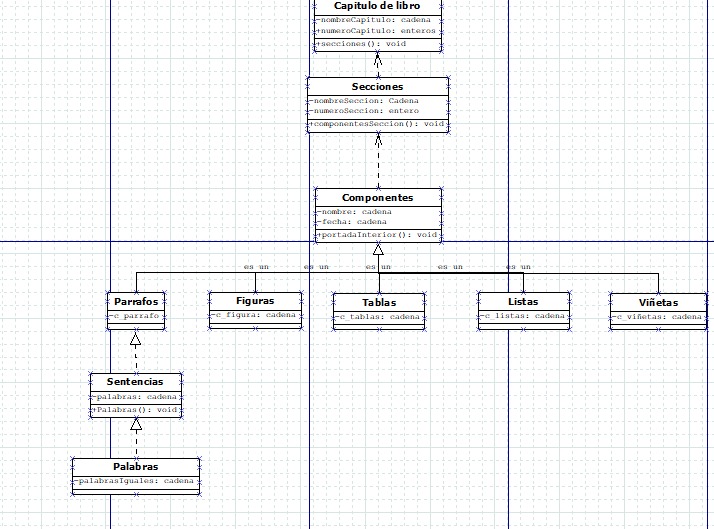 Capitulo de libro
-nombreCapitulo: cadena
+numeroCapitulo: enteros
+secciones(): void
Secciones
-nombreSeccion: Cadena
-numeroSeccion: entero
+componentesSeccion(): void
Componentes
-nombre: cadena
-fecha: cadena
+portadaInterior(): void
es un es un es un es un es un
Parrafos
-c_parrafo
Figuras
-c_figura: cadena
Tablas
-c_tablas: cadena
Listas
-c_listas: cadena
Viñetas
-c_viñetas: cadena
Sentencias
-palabras: cadena
+Palabras(): void
Palabras
-palabrasIguales: cadena